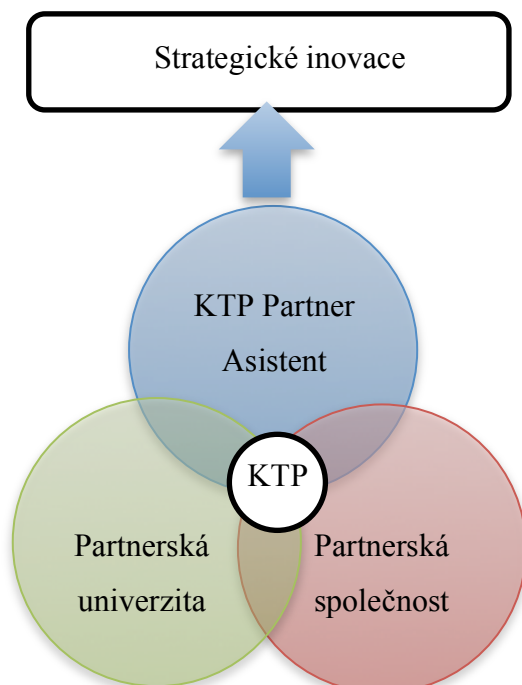 Strategické inovace
KTP Partner
Asistent
KTP
Partnerská
univerzita
Partnerská
společnost